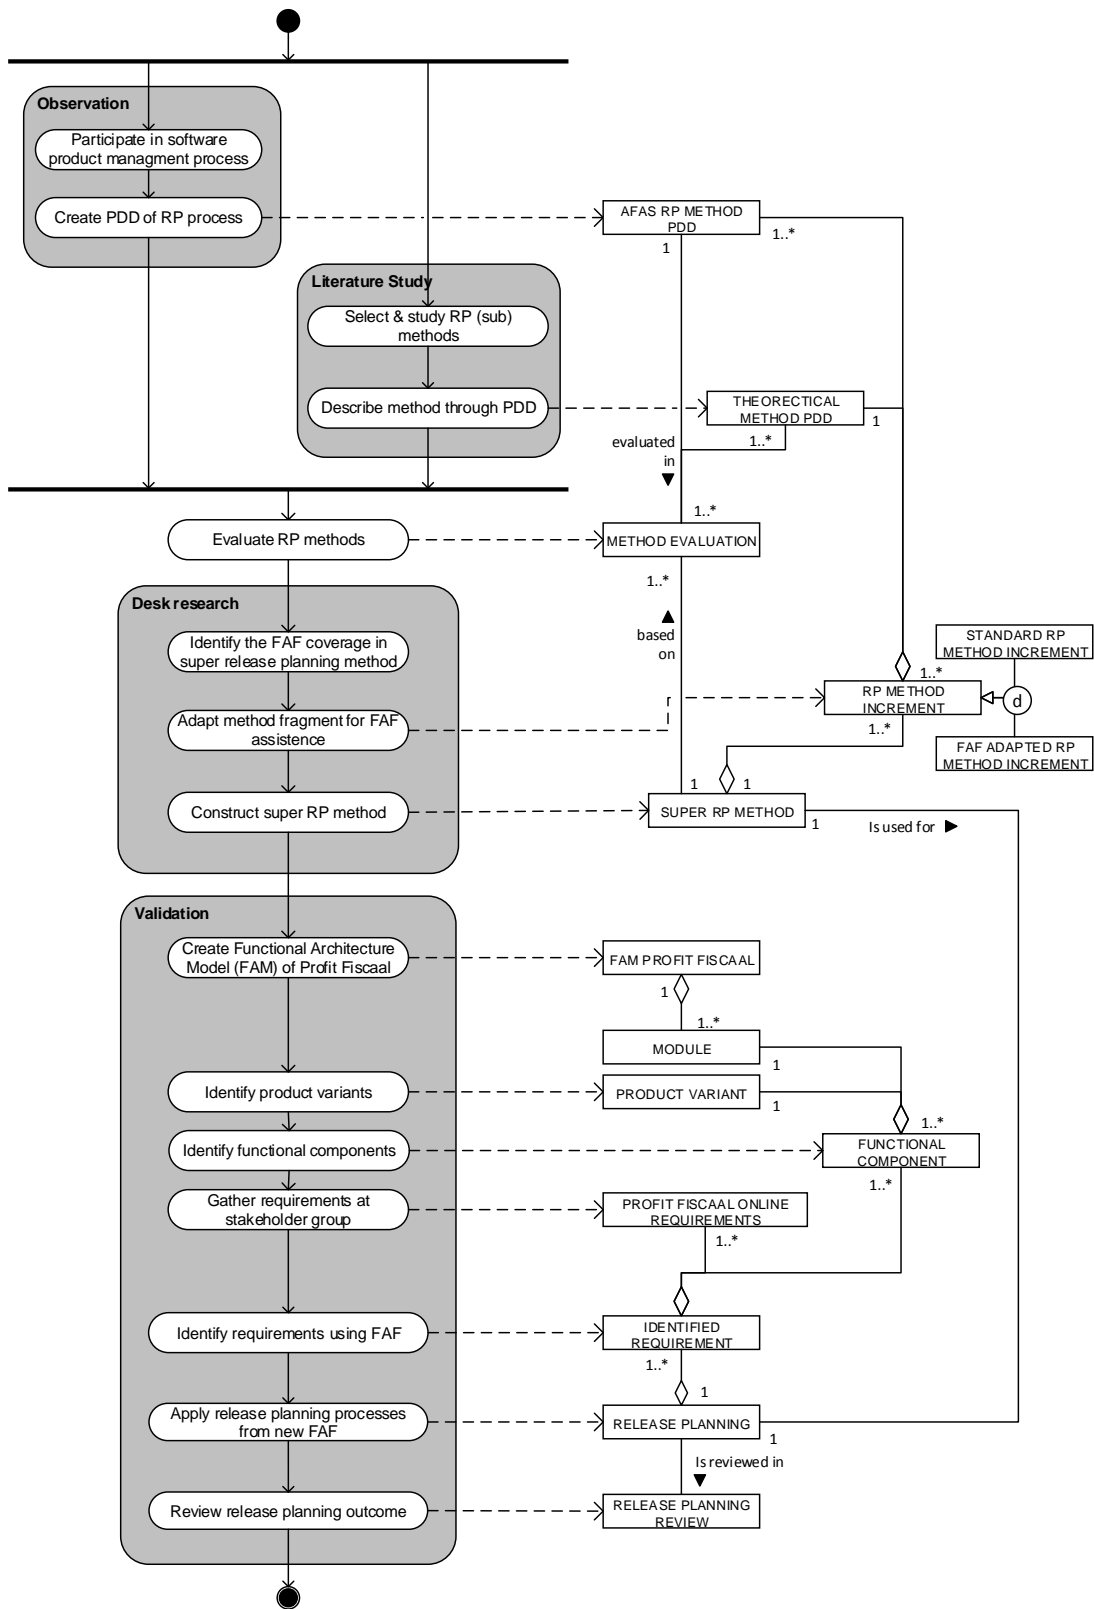 Observation
Participate in software
product managment process
Create PDD of RP process
AFAS RP METHOD
PDD
1
1..*
Literature Study
Select & study RP (sub)
methods
Describe method through PDD
THEORECTICAL
METHOD PDD
1
1..*
evaluated
in
1..*
Evaluate RP methods
METHOD EVALUATION
1..*
based
on
Desk research
Identify the FAF coverage in
super release planning method
Adapt method fragment for FAF
assistence
Construct super RP method
STANDARD RP
METHOD INCREMENT
1..*
RP METHOD
INCREMENT
d
1..*
FAF ADAPTED RP
METHOD INCREMENT
1
1
SUPER RP METHOD
1
Is used for
Validation
Create Functional Architecture
Model (FAM) of Profit Fiscaal
FAM PROFIT FISCAAL
1
1..*
MODULE
1
Identify product variants
PRODUCT VARIANT
1
1..*
Identify functional components
FUNCTIONAL
COMPONENT
1..*
Gather requirements at
stakeholder group
PROFIT FISCAAL ONLINE
REQUIREMENTS
1..*
Identify requirements using FAF
IDENTIFIED
REQUIREMENT
1..*
1
Apply release planning processes
from new FAF
RELEASE PLANNING
1
Is reviewed in
Review release planning outcome
RELEASE PLANNING
REVIEW